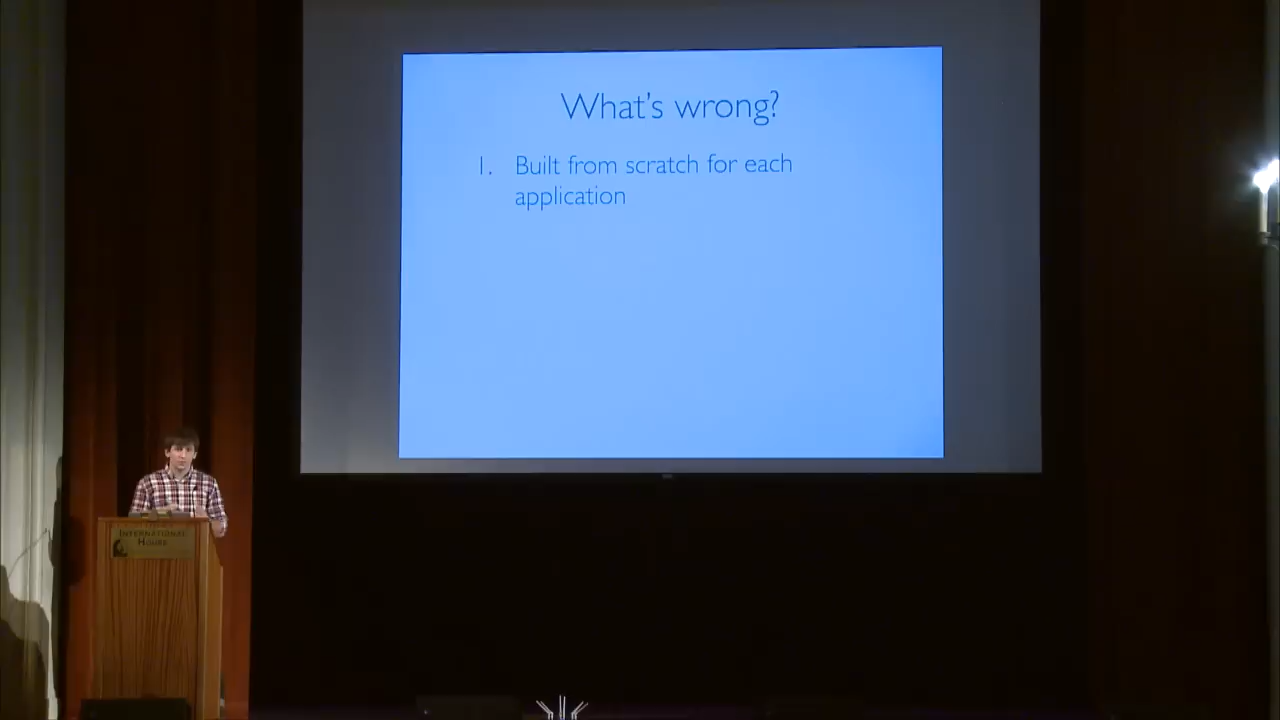 What's wrong?
1. Built from scratch for each
application
INTERNATIONAL
HOUSE